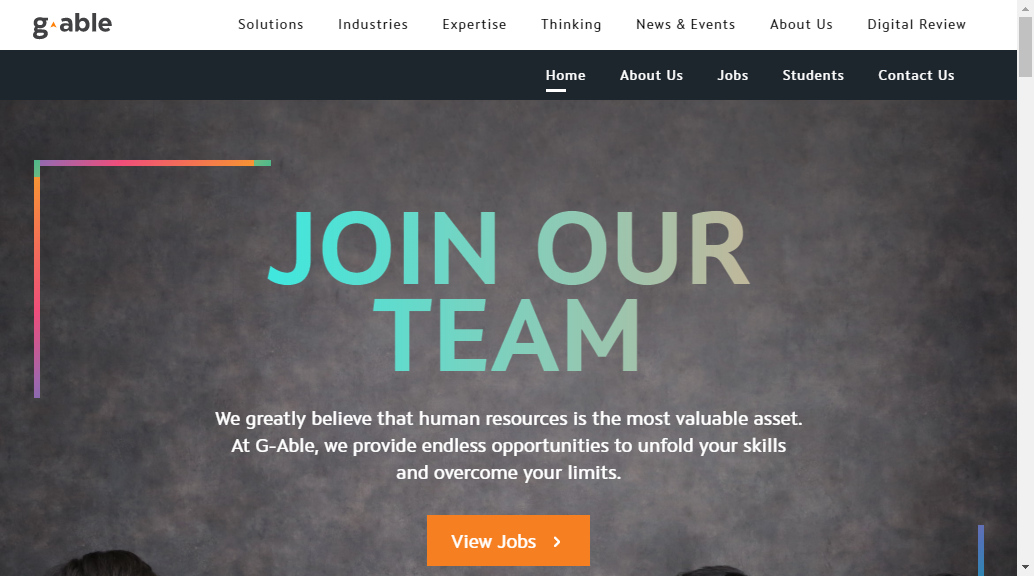 g·able
Solutions Industries Expertise Thinking News & Events About Us Digital Review
Home About Us Jobs Students Contact Us
JOIN OUR
TEAM
We greatly believe that human resources is the most valuable asset.
At G-Able, we provide endless opportunities to unfold your skills
and overcome your limits.
View Jobs